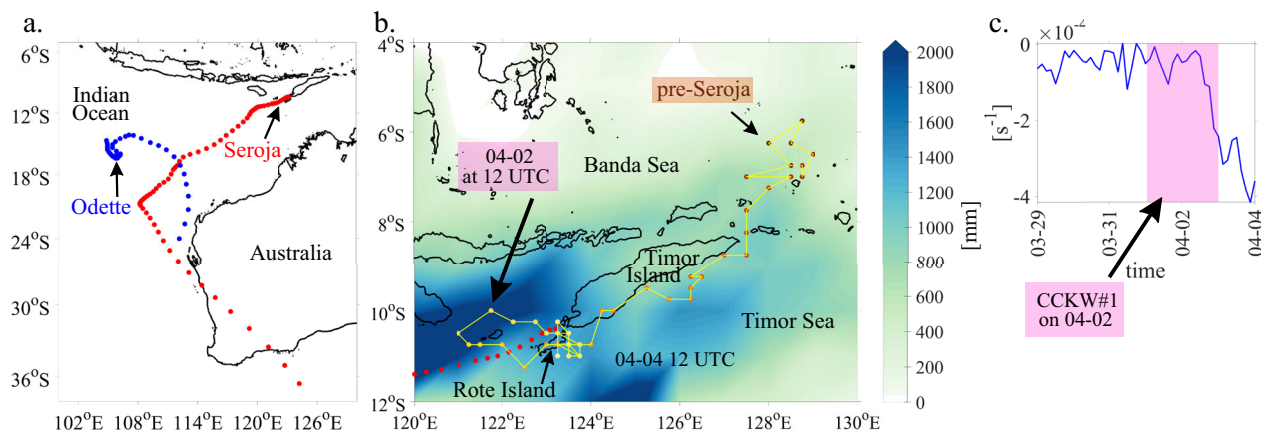 a.
6°S
12°S
18°S
24°S
30°S
36°S
102°E 108°E 114°E 120°E 126°E
Indian
Ocean
Seroja
Odette
Australia
b.
4°S
6°S
8°S
10°S
12°S
120°E 122°E 124°E 126°E 128°E 130°E
pre-Seroja
04-02
at 12 UTC
Banda Sea
Timor
Island
Timor Sea
04-04 12 UTC
Rote Island
2000
1800
1600
1400
1200
1000
800
600
400
200
0
[mm]
c.
×10⁻⁴
0
-4
[s⁻¹]
03-29 03-31 04-02 04-04
time
CCKW#1
on 04-02